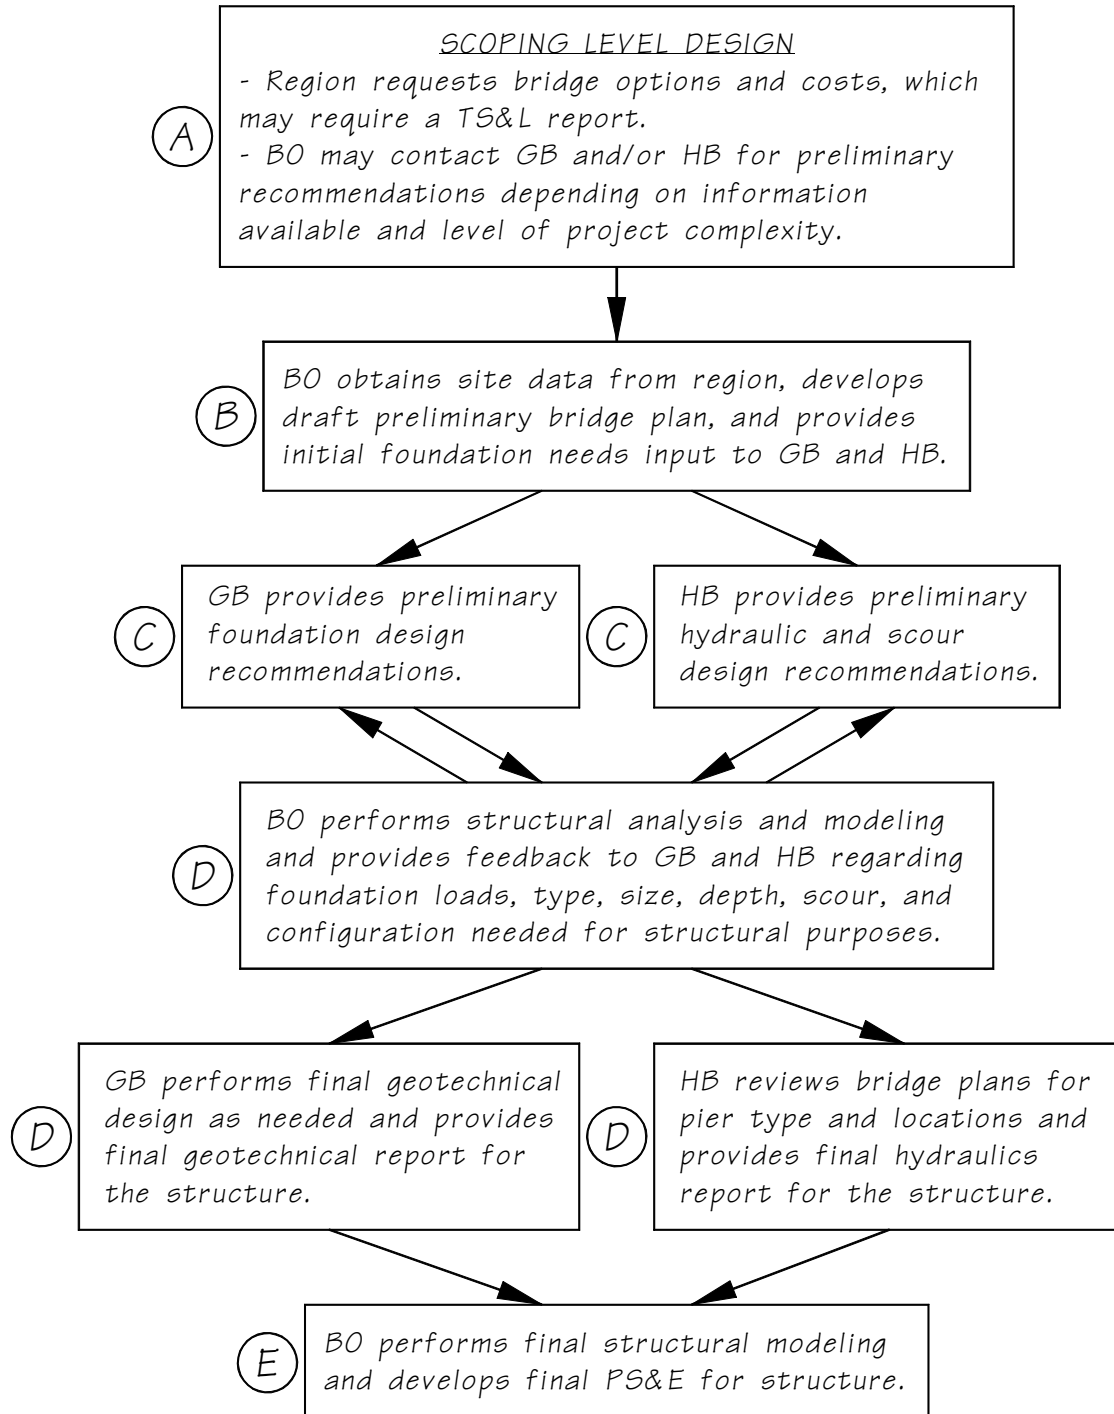 SCOPING LEVEL DESIGN
- Region requests bridge options and costs, which
may require a TS&L report.
- BO may contact GB and/or HB for preliminary
recommendations depending on information
available and level of project complexity.
A
BO obtains site data from region, develops
draft preliminary bridge plan, and provides
initial foundation needs input to GB and HB.
B
GB provides preliminary
foundation design
recommendations.
C
HB provides preliminary
hydraulic and scour
design recommendations.
C
BO performs structural analysis and modeling
and provides feedback to GB and HB regarding
foundation loads, type, size, depth, scour, and
configuration needed for structural purposes.
D
GB performs final geotechnical
design as needed and provides
final geotechnical report for
the structure.
D
HB reviews bridge plans for
pier type and locations and
provides final hydraulics
report for the structure.
D
BO performs final structural modeling
and develops final PS&E for structure.
E